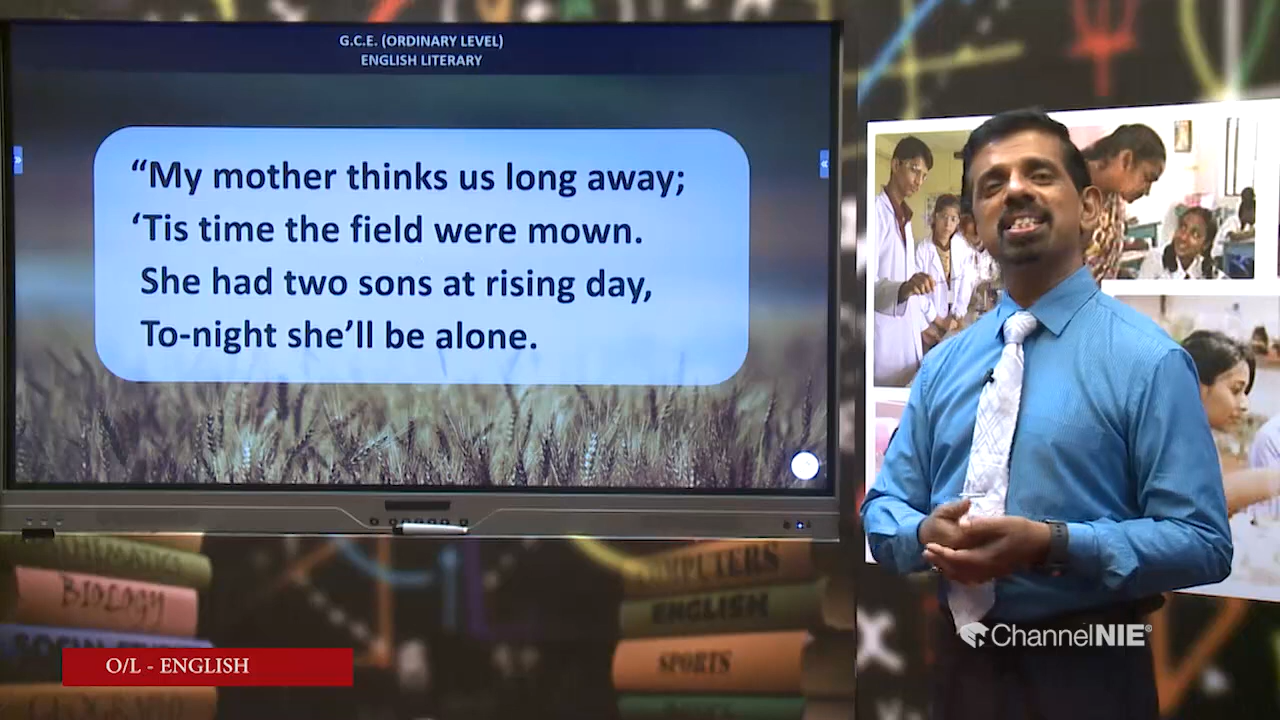 G.C.E. (ORDINARY LEVEL)
ENGLISH LITERARY
“My mother thinks us long away;
‘Tis time the field were mown.
She had two sons at rising day,
To-night she’ll be alone.
MATHEMATICS
BIOLOGY
COMPUTERS
ENGLISH
SPORTS
O/L - ENGLISH
ChannelNIE®